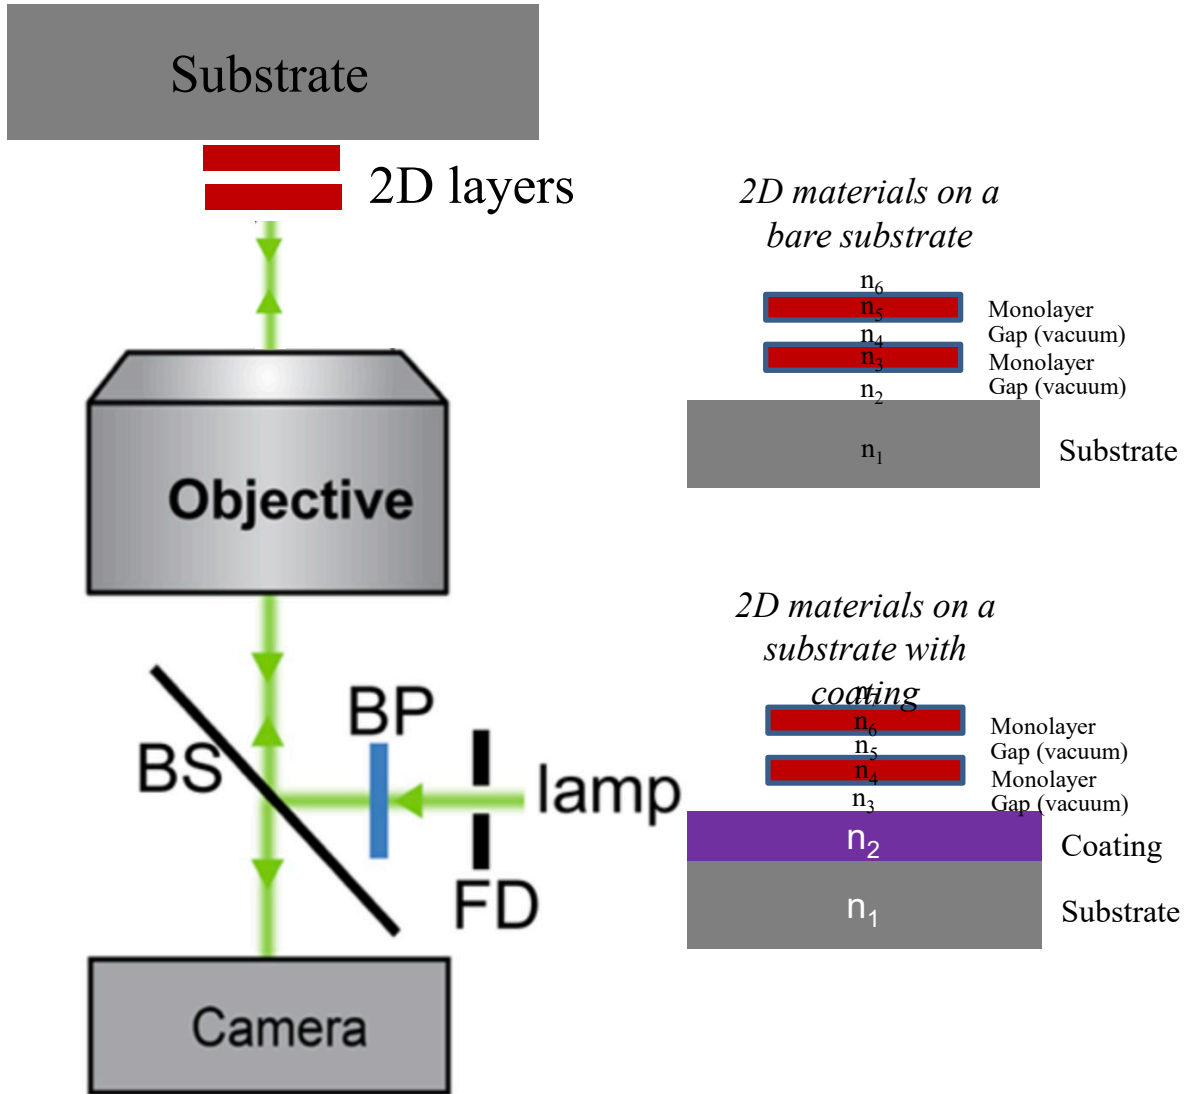 Substrate
2D layers
Objective
BS
BP
lamp
FD
Camera
2D materials on a
bare substrate
n6
n5
Monolayer
n4
Gap (vacuum)
n3
Monolayer
n2
Gap (vacuum)
n1
Substrate
2D materials on a
substrate with
coating
n6
Monolayer
n5
Gap (vacuum)
n4
Monolayer
n3
Gap (vacuum)
n2
Coating
n1
Substrate